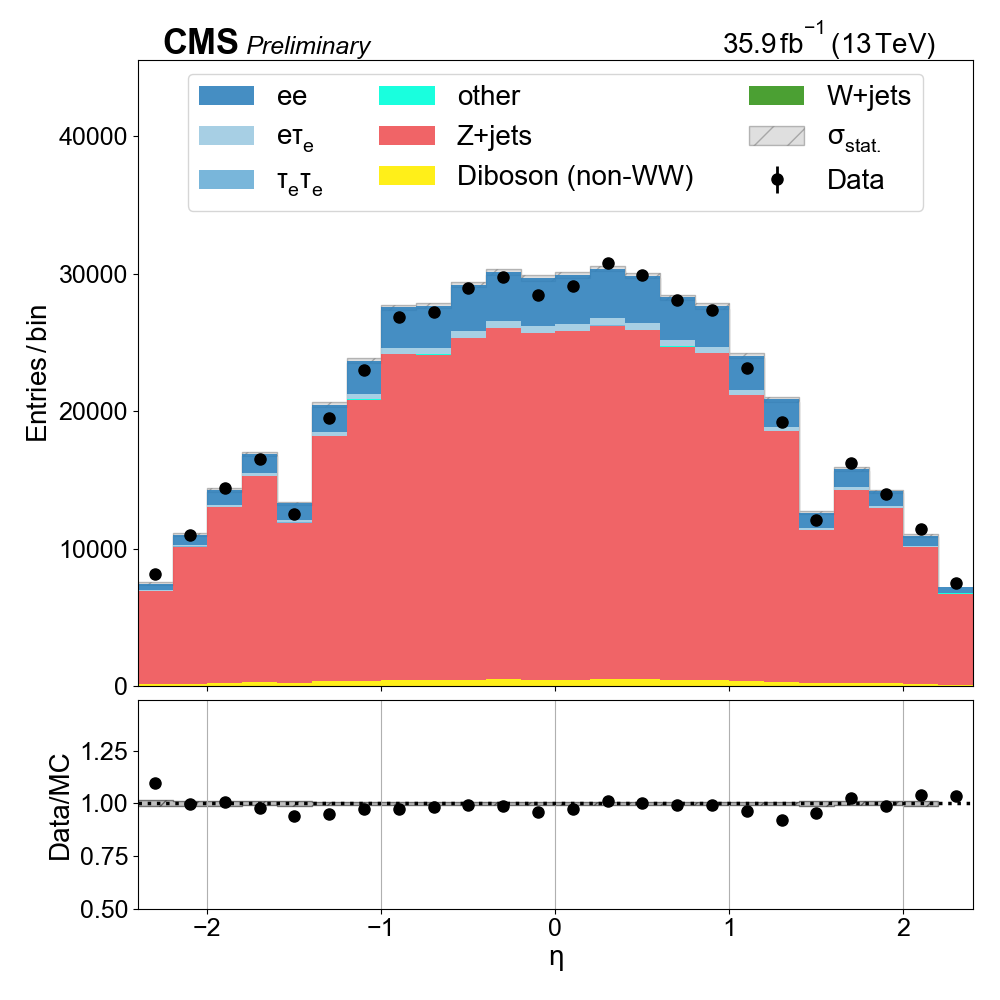 CMS Preliminary 35.9 fb⁻¹ (13 TeV)
ee other W+jets
eτₑ Z+jets σstat.
τₑτₑ Diboson (non-WW) Data
40000
30000
20000
10000
0
Entries / bin
1.25
1.00
0.75
0.50
Data/MC
−2 −1 0 1 2
η